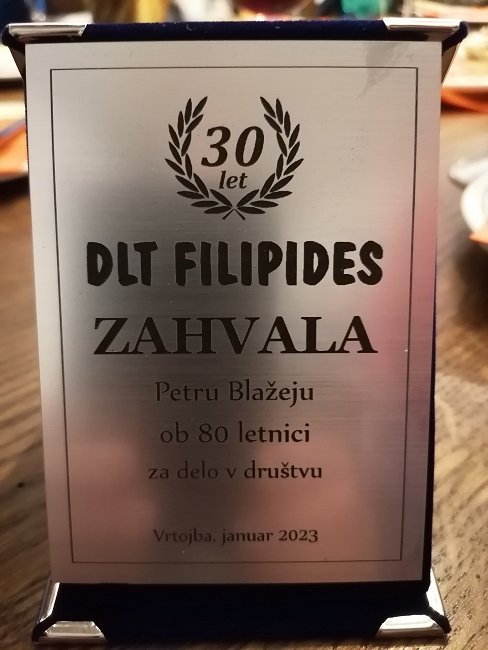 30
let
DLT FILIPIDES
ZAHVALA
Petru Blažeju
ob 80 letnici
za delo v društvu
Vrtojba, januar 2023